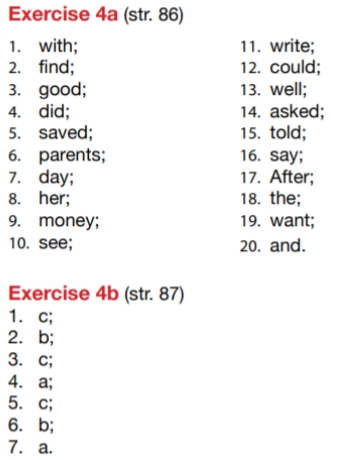 Exercise 4a (str. 86)
1. with;
2. find;
3. good;
4. did;
5. saved;
6. parents;
7. day;
8. her;
9. money;
10. see;
11. write;
12. could;
13. well;
14. asked;
15. told;
16. say;
17. After;
18. the;
19. want;
20. and.
Exercise 4b (str. 87)
1. c;
2. b;
3. c;
4. a;
5. c;
6. b;
7. a.